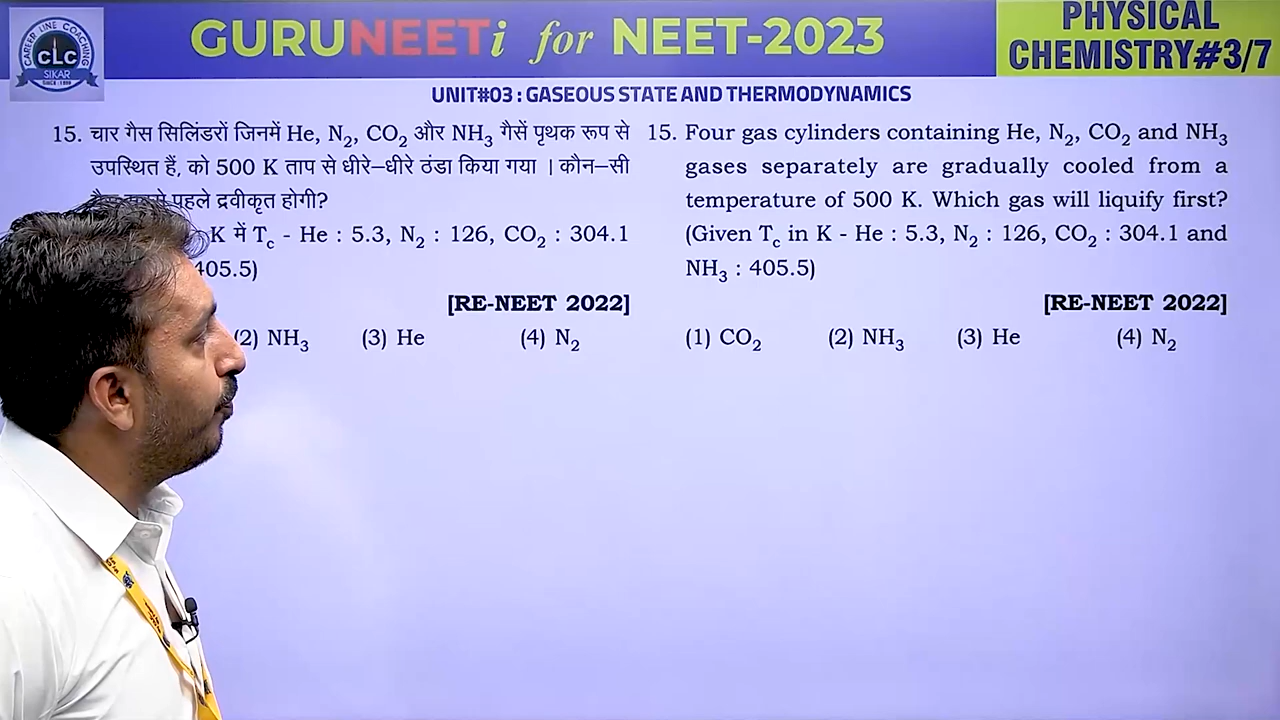 CAREER LINE COACHING
CLC
SIKAR
SINCE : 1996
GURUNEETi for NEET-2023
PHYSICAL
CHEMISTRY#3/7
UNIT#03 : GASEOUS STATE AND THERMODYNAMICS
15. चार गैस सिलिंडरों जिनमें He, N₂, CO₂ और NH₃ गैसें पृथक रूप से
उपस्थित हैं, को 500 K ताप से धीरे–धीरे ठंडा किया गया । कौन–सी
पहले द्रवीकृत होगी?
K में Tc - He : 5.3, N₂ : 126, CO₂ : 304.1
405.5)
[RE-NEET 2022]
(2) NH₃ (3) He (4) N₂
15. Four gas cylinders containing He, N₂, CO₂ and NH₃
gases separately are gradually cooled from a
temperature of 500 K. Which gas will liquify first?
(Given Tc in K - He : 5.3, N₂ : 126, CO₂ : 304.1 and
NH₃ : 405.5)
[RE-NEET 2022]
(1) CO₂ (2) NH₃ (3) He (4) N₂